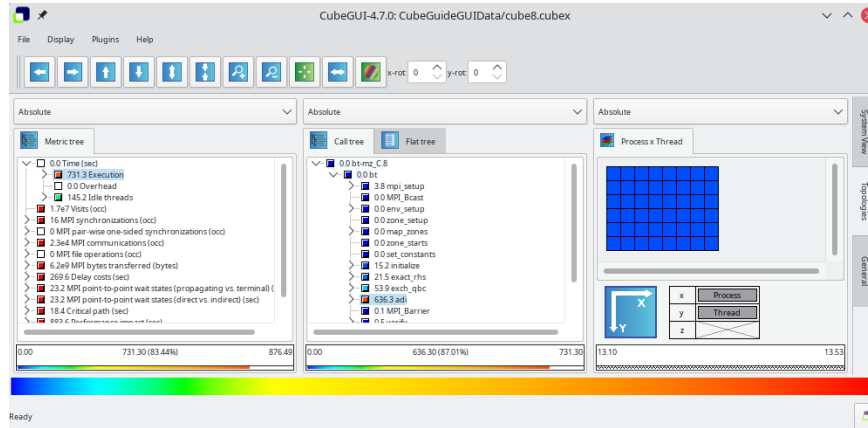 CubeGUI-4.7.0: CubeGuideGUIData/cube8.cubex
File Display Plugins Help
x-rot: 0 y-rot: 0
Absolute
Metric tree
0.0 Time (sec)
731.3 Execution
0.0 Overhead
145.2 Idle threads
1.7e7 Visits (occ)
16 MPI synchronizations (occ)
0 MPI pair-wise one-sided synchronizations (occ)
2.3e4 MPI communications (occ)
0 MPI file operations (occ)
6.2e9 MPI bytes transferred (bytes)
269.6 Delay costs (sec)
23.2 MPI point-to-point wait states (propagating vs. terminal) (
23.2 MPI point-to-point wait states (direct vs. indirect) (sec)
18.4 Critical path (sec)
883.6 Performance impact (sec)
0.00 731.30 (83.44%) 876.49
Absolute
Call tree Flat tree
0.0 bt-mz_C.8
0.0 bt
3.8 mpi_setup
0.0 MPI_Bcast
0.0 env_setup
0.0 zone_setup
0.0 map_zones
0.0 zone_starts
0.0 set_constants
15.2 initialize
21.5 exact_rhs
53.9 exch_qbc
636.3 adi
0.1 MPI_Barrier
0.6 verify
0.00 636.30 (87.01%) 731.30
Absolute
Process x Thread
X
Y
x Process
y Thread
z
13.10 13.53
System View
Topologies
General
Ready